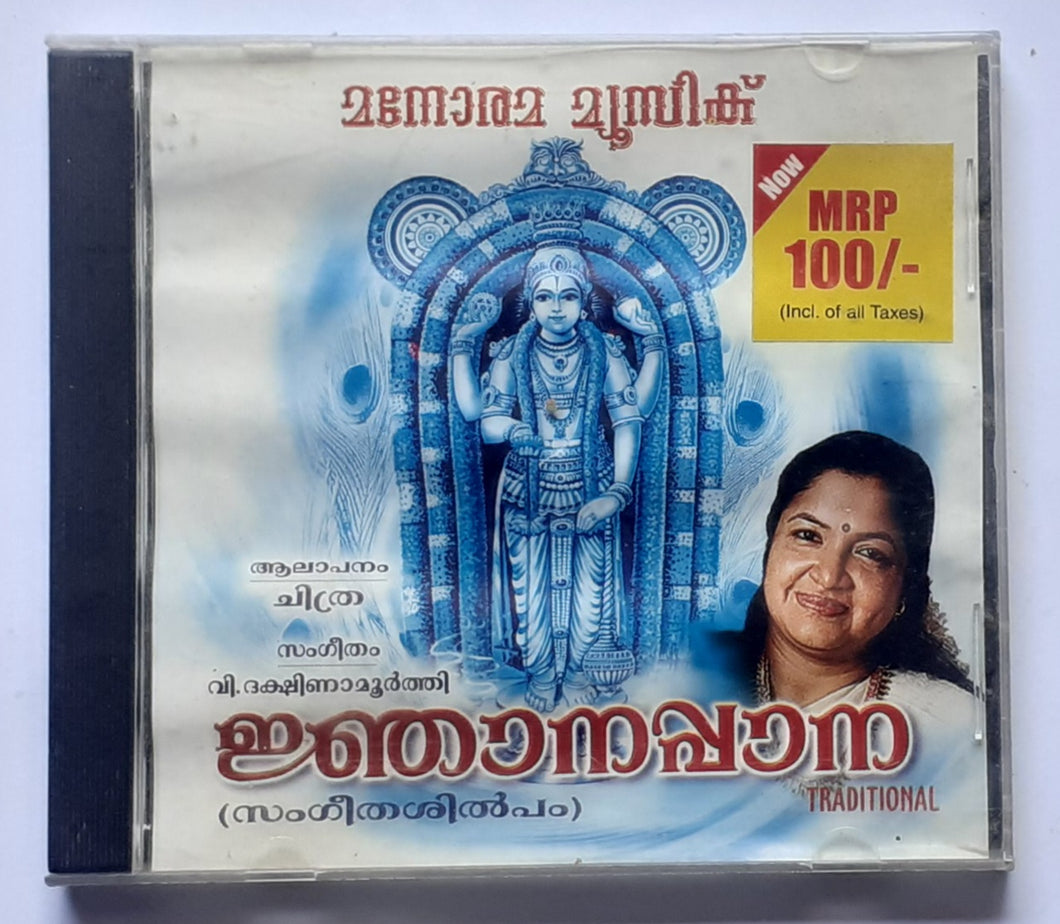 മനോരമ മ്യൂസിക്
Now
MRP
100/-
(Incl. of all Taxes)
ആലാപനം
ചിത്ര
സംഗീതം
വി. ദക്ഷിണാമൂർത്തി
ജ്ഞാനപ്പാന
TRADITIONAL
(സംഗീതശിൽപം)